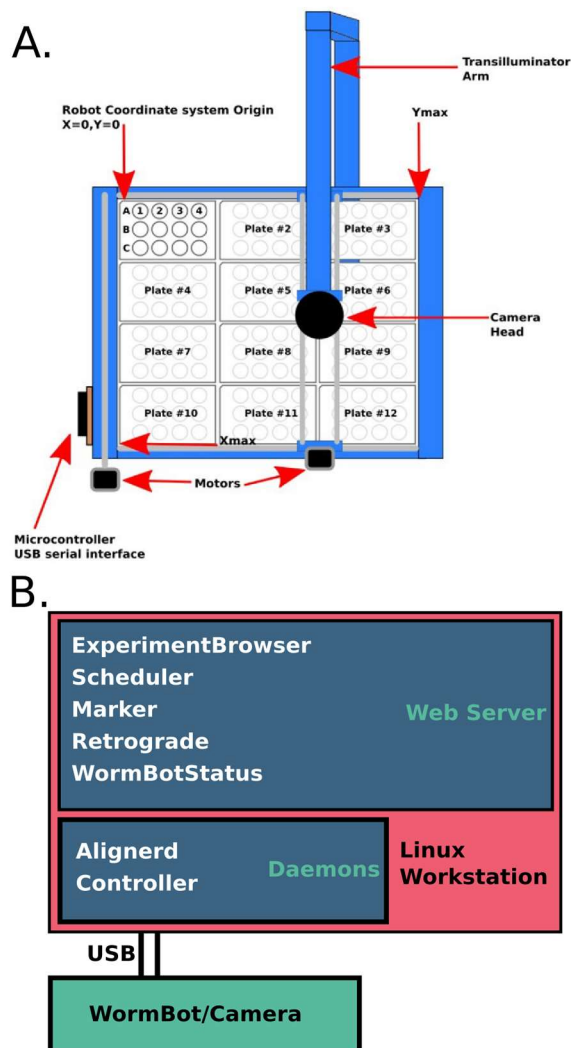 A.
Transilluminator
Arm
Robot Coordinate system Origin
X=0,Y=0
Ymax
A 1 2 3 4
B
C
Plate #2
Plate #3
Plate #4
Plate #5
Plate #6
Camera
Head
Plate #7
Plate #8
Plate #9
Plate #10
Plate #11
Plate #12
Xmax
Motors
Microcontroller
USB serial interface
B.
ExperimentBrowser
Scheduler
Marker
Retrograde
WormBotStatus
Web Server
Alignerd
Controller
Daemons
Linux
Workstation
USB
WormBot/Camera